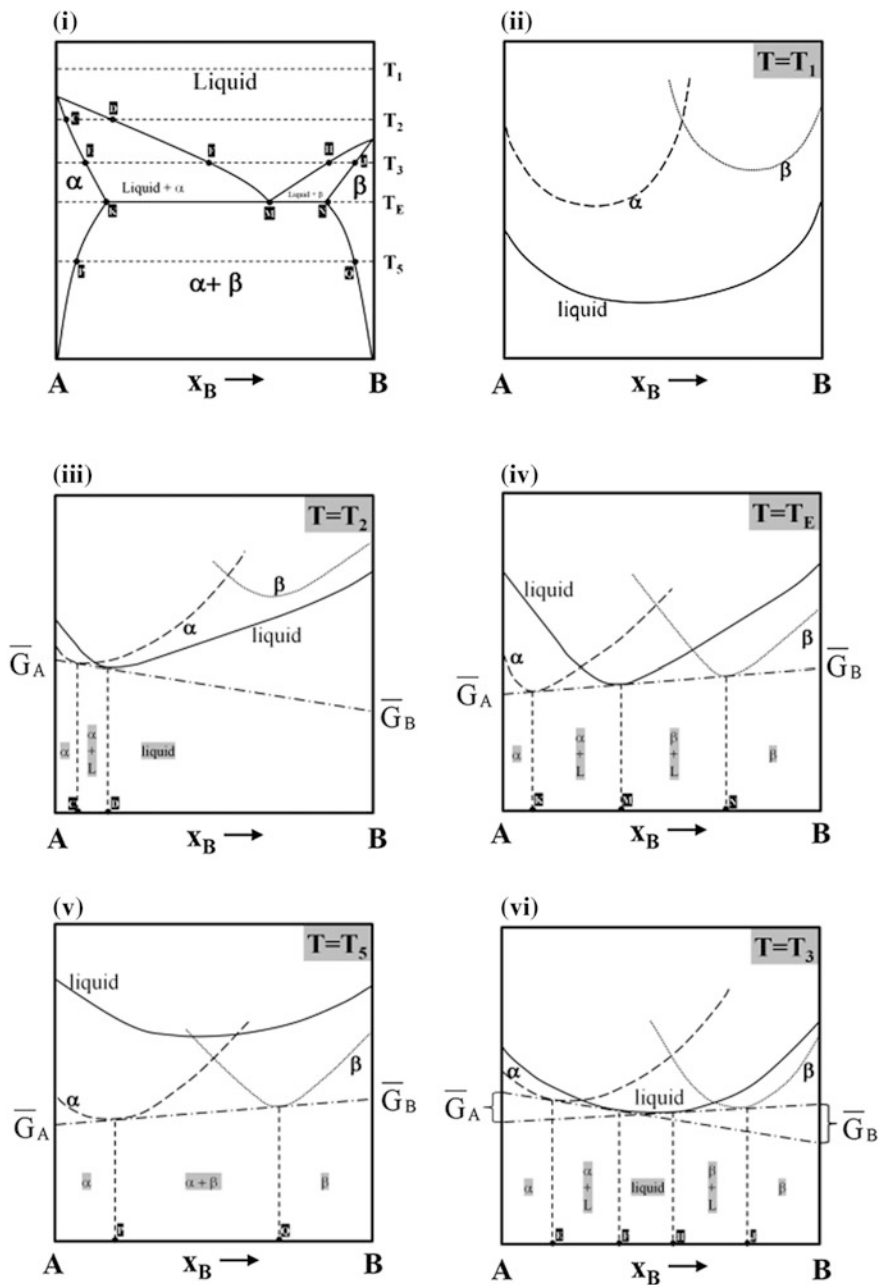 (i)
Liquid
T1
D
C
T2
E
F
H
J
T3
α
Liquid + α
Liquid + β
β
K
M
N
TE
P
Q
T5
α+ β
A
xB
B
(ii)
T=T1
α
β
liquid
A
xB
B
(iii)
T=T2
β
α
liquid
GA
GB
α
α + L
liquid
C
D
A
xB
B
(iv)
T=TE
liquid
α
β
GA
GB
α
α + L
β + L
β
K
M
N
A
xB
B
(v)
T=T5
liquid
α
β
GA
GB
α
α + β
β
P
Q
A
xB
B
(vi)
T=T3
α
liquid
β
GA
GB
α
α + L
liquid
β + L
β
E
F
H
J
A
xB
B